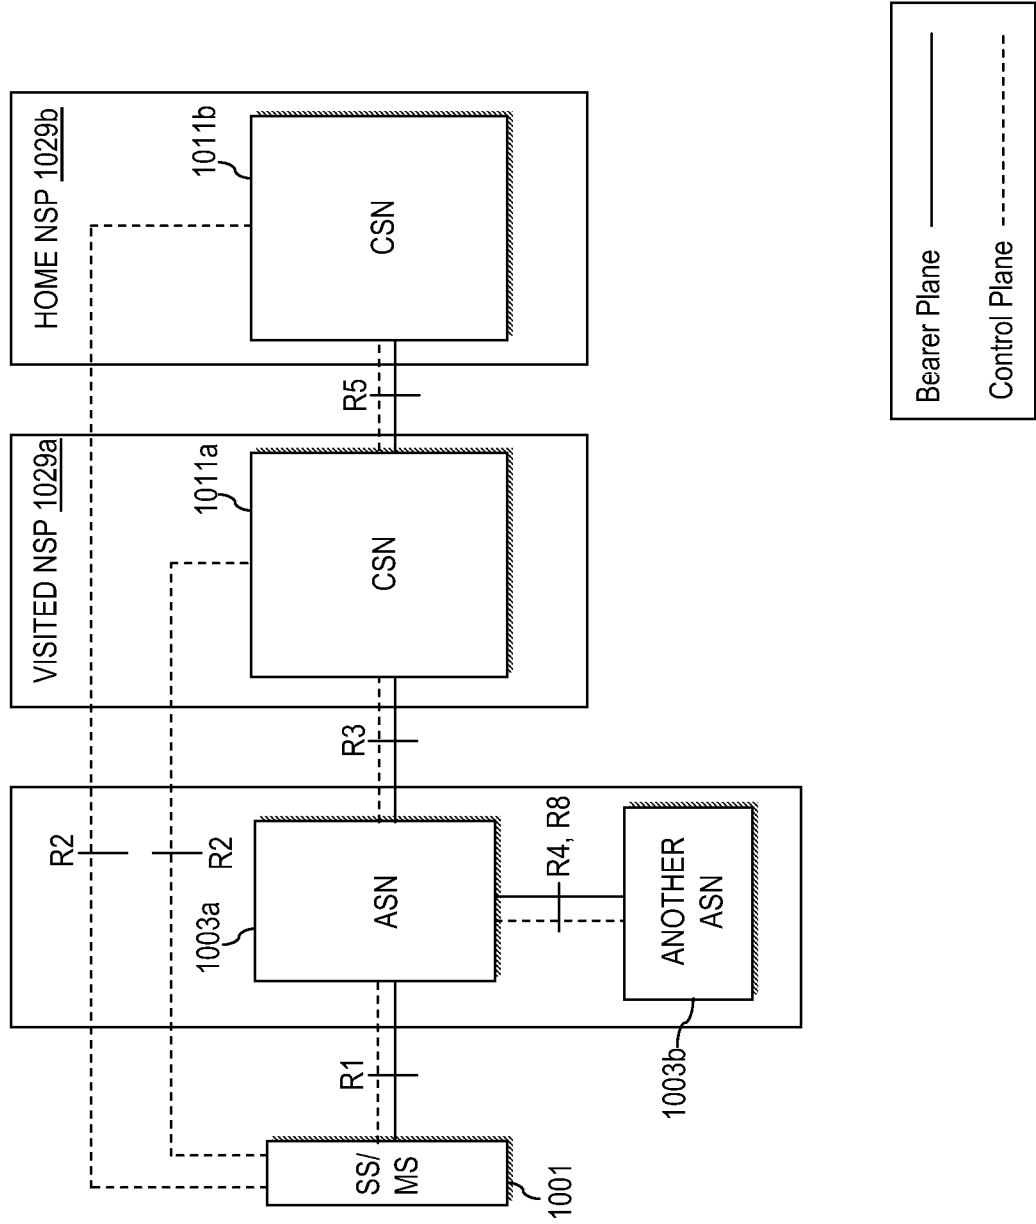 HOME NSP 1029b
1011b
CSN
R5
VISITED NSP 1029a
1011a
CSN
R3
R2
R2
1003a
ASN
R4, R8
ANOTHER
ASN
1003b
R1
SS/
MS
1001
Bearer Plane
Control Plane